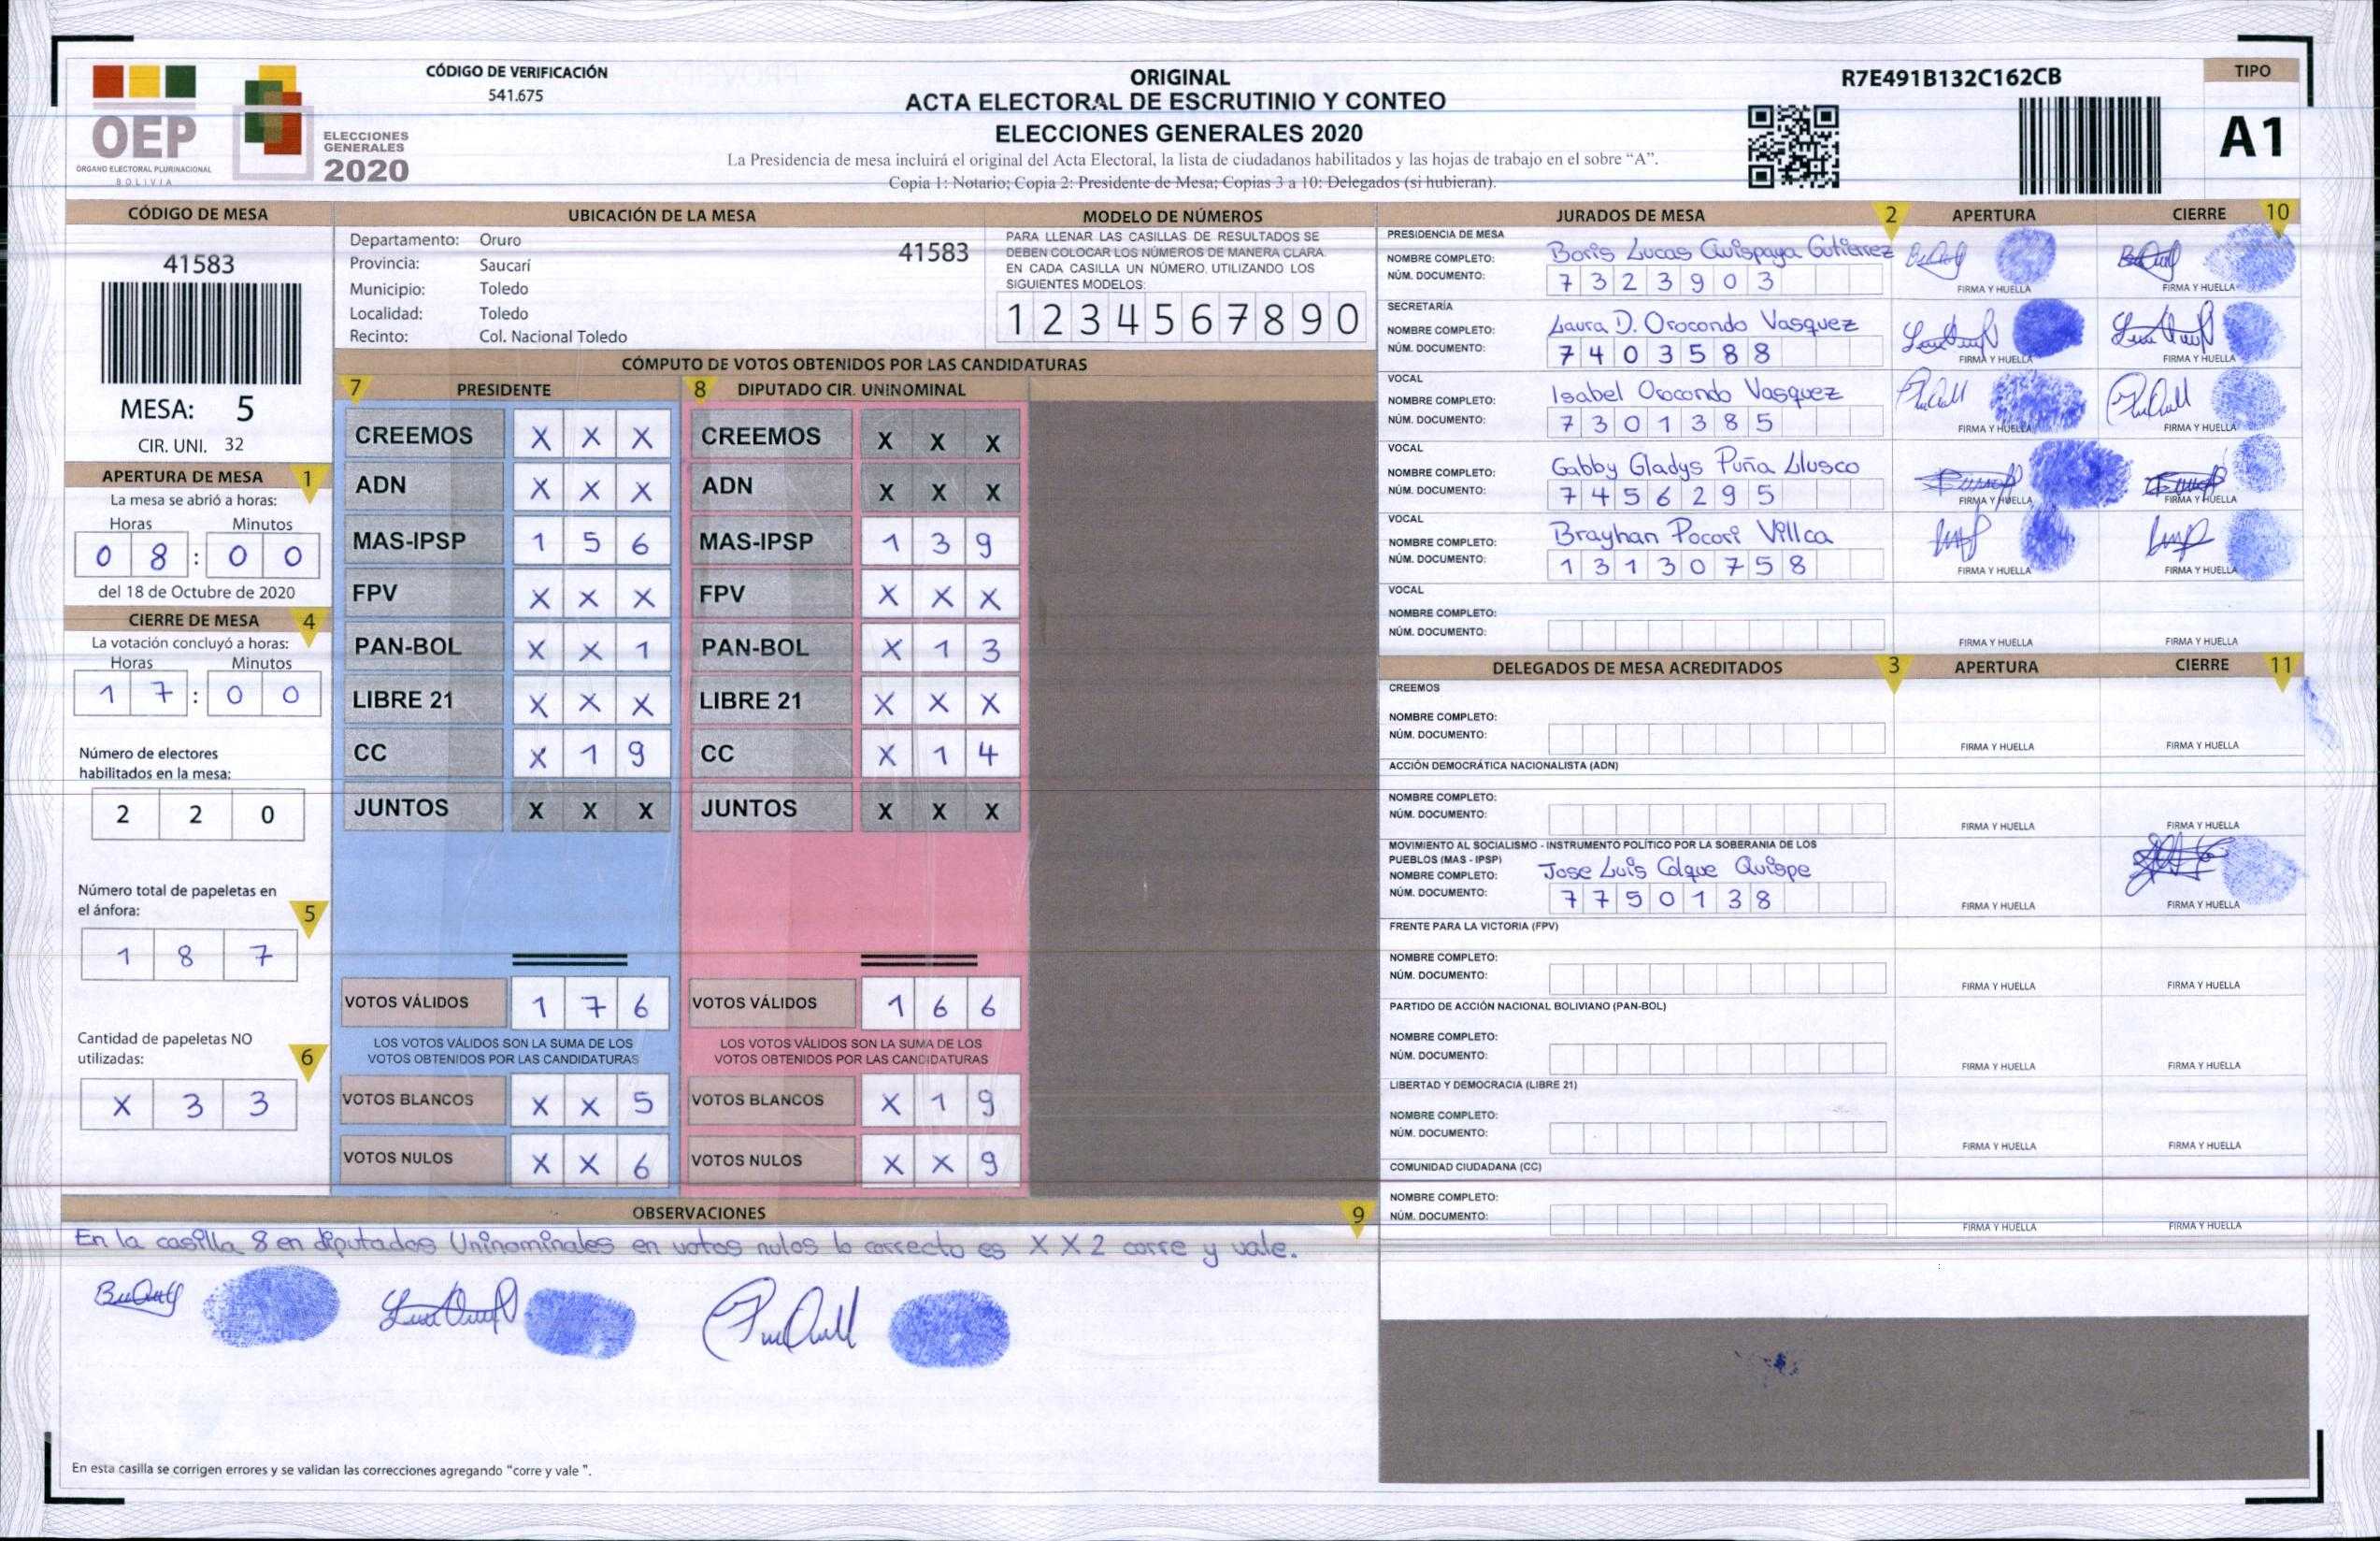 OEP
ÓRGANO ELECTORAL PLURINACIONAL
BOLIVIA
ELECCIONES
GENERALES
2020
CÓDIGO DE VERIFICACIÓN
541.675
ORIGINAL
ACTA ELECTORAL DE ESCRUTINIO Y CONTEO
ELECCIONES GENERALES 2020
La Presidencia de mesa incluirá el original del Acta Electoral, la lista de ciudadanos habilitados y las hojas de trabajo en el sobre “A”.
Copia 1: Notario; Copia 2: Presidente de Mesa; Copias 3 a 10: Delegados (si hubieran).
R7E491B132C162CB
TIPO
A1
CÓDIGO DE MESA
41583
MESA: 5
CIR. UNI. 32
APERTURA DE MESA 1
La mesa se abrió a horas:
Horas Minutos
0 8 : 0 0
del 18 de Octubre de 2020
CIERRE DE MESA 4
La votación concluyó a horas:
Horas Minutos
1 7 : 0 0
Número de electores
habilitados en la mesa:
2 2 0
Número total de papeletas en
el ánfora: 5
1 8 7
Cantidad de papeletas NO
utilizadas: 6
X 3 3
UBICACIÓN DE LA MESA
Departamento: Oruro 41583
Provincia: Saucarí
Municipio: Toledo
Localidad: Toledo
Recinto: Col. Nacional Toledo
MODELO DE NÚMEROS
PARA LLENAR LAS CASILLAS DE RESULTADOS SE
DEBEN COLOCAR LOS NÚMEROS DE MANERA CLARA.
EN CADA CASILLA UN NÚMERO, UTILIZANDO LOS
SIGUIENTES MODELOS:
1 2 3 4 5 6 7 8 9 0
CÓMPUTO DE VOTOS OBTENIDOS POR LAS CANDIDATURAS
7 PRESIDENTE 8 DIPUTADO CIR. UNINOMINAL
CREEMOS X X X CREEMOS X X X
ADN X X X ADN X X X
MAS-IPSP 1 5 6 MAS-IPSP 1 3 9
FPV X X X FPV X X X
PAN-BOL X X 1 PAN-BOL X 1 3
LIBRE 21 X X X LIBRE 21 X X X
CC X 1 9 CC X 1 4
JUNTOS X X X JUNTOS X X X
VOTOS VÁLIDOS 1 7 6 VOTOS VÁLIDOS 1 6 6
LOS VOTOS VÁLIDOS SON LA SUMA DE LOS LOS VOTOS VÁLIDOS SON LA SUMA DE LOS
VOTOS OBTENIDOS POR LAS CANDIDATURAS VOTOS OBTENIDOS POR LAS CANDIDATURAS
VOTOS BLANCOS X X 5 VOTOS BLANCOS X 1 9
VOTOS NULOS X X 6 VOTOS NULOS X X 9
OBSERVACIONES 9
En la casilla 8 en diputados Uninominales en votos nulos lo correcto es X X 2 corre y vale.
En esta casilla se corrigen errores y se validan las correcciones agregando “corre y vale ”.
JURADOS DE MESA 2 APERTURA CIERRE 10
PRESIDENCIA DE MESA
NOMBRE COMPLETO: Boris Lucas Quispaya Gutierrez
NÚM. DOCUMENTO: 7 3 2 3 9 0 3
FIRMA Y HUELLA FIRMA Y HUELLA
SECRETARÍA
NOMBRE COMPLETO: Laura D. Orocondo Vasquez
NÚM. DOCUMENTO: 7 4 0 3 5 8 8
FIRMA Y HUELLA FIRMA Y HUELLA
VOCAL
NOMBRE COMPLETO: Isabel Orocondo Vasquez
NÚM. DOCUMENTO: 7 3 0 1 3 8 5
FIRMA Y HUELLA FIRMA Y HUELLA
VOCAL
NOMBRE COMPLETO: Gabby Gladys Puña Llusco
NÚM. DOCUMENTO: 7 4 5 6 2 9 5
FIRMA Y HUELLA FIRMA Y HUELLA
VOCAL
NOMBRE COMPLETO: Brayhan Pocori Villca
NÚM. DOCUMENTO: 1 3 1 3 0 7 5 8
FIRMA Y HUELLA FIRMA Y HUELLA
VOCAL
NOMBRE COMPLETO:
NÚM. DOCUMENTO:
FIRMA Y HUELLA FIRMA Y HUELLA
DELEGADOS DE MESA ACREDITADOS 3 APERTURA CIERRE 11
CREEMOS
NOMBRE COMPLETO:
NÚM. DOCUMENTO:
FIRMA Y HUELLA FIRMA Y HUELLA
ACCIÓN DEMOCRÁTICA NACIONALISTA (ADN)
NOMBRE COMPLETO:
NÚM. DOCUMENTO:
FIRMA Y HUELLA FIRMA Y HUELLA
MOVIMIENTO AL SOCIALISMO - INSTRUMENTO POLÍTICO POR LA SOBERANIA DE LOS
PUEBLOS (MAS - IPSP)
NOMBRE COMPLETO: Jose Luis Colque Quispe
NÚM. DOCUMENTO: 7 7 5 0 1 3 8
FIRMA Y HUELLA FIRMA Y HUELLA
FRENTE PARA LA VICTORIA (FPV)
NOMBRE COMPLETO:
NÚM. DOCUMENTO:
FIRMA Y HUELLA FIRMA Y HUELLA
PARTIDO DE ACCIÓN NACIONAL BOLIVIANO (PAN-BOL)
NOMBRE COMPLETO:
NÚM. DOCUMENTO:
FIRMA Y HUELLA FIRMA Y HUELLA
LIBERTAD Y DEMOCRACIA (LIBRE 21)
NOMBRE COMPLETO:
NÚM. DOCUMENTO:
FIRMA Y HUELLA FIRMA Y HUELLA
COMUNIDAD CIUDADANA (CC)
NOMBRE COMPLETO:
NÚM. DOCUMENTO:
FIRMA Y HUELLA FIRMA Y HUELLA